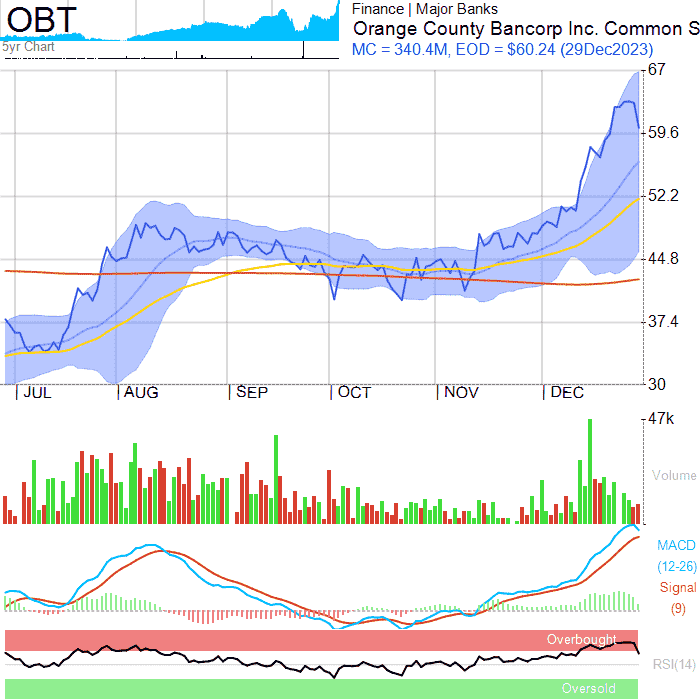 OBT
5yr Chart
Finance | Major Banks
Orange County Bancorp Inc. Common S
MC = 340.4M, EOD = $60.24 (29Dec2023)
67
59.6
52.2
44.8
37.4
30
JUL AUG SEP OCT NOV DEC
47k
Volume
MACD
(12-26)
Signal
(9)
Overbought
RSI(14)
Oversold